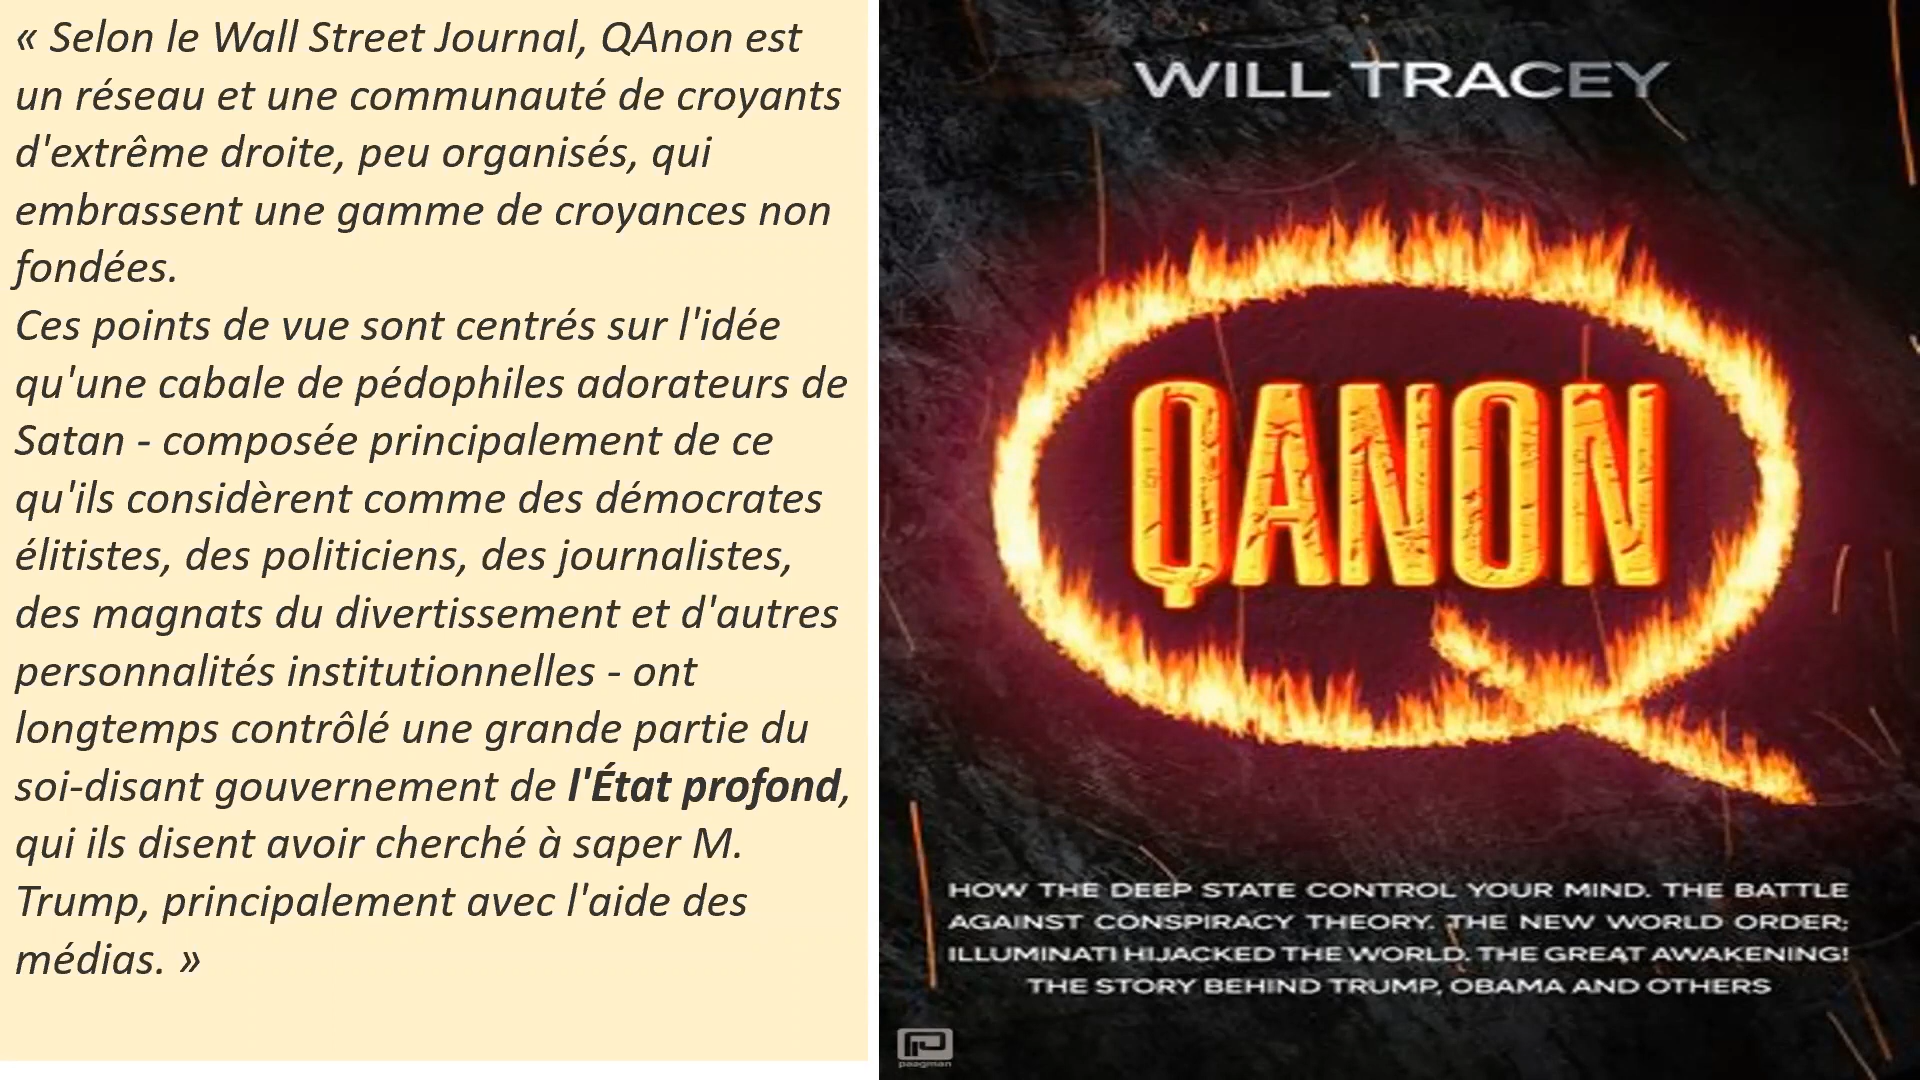 « Selon le Wall Street Journal, QAnon est
un réseau et une communauté de croyants
d'extrême droite, peu organisés, qui
embrassent une gamme de croyances non
fondées.
Ces points de vue sont centrés sur l'idée
qu'une cabale de pédophiles adorateurs de
Satan - composée principalement de ce
qu'ils considèrent comme des démocrates
élitistes, des politiciens, des journalistes,
des magnats du divertissement et d'autres
personnalités institutionnelles - ont
longtemps contrôlé une grande partie du
soi-disant gouvernement de l'État profond,
qui ils disent avoir cherché à saper M.
Trump, principalement avec l'aide des
médias. »
WILL TRACEY
QANON
HOW THE DEEP STATE CONTROL YOUR MIND. THE BATTLE
AGAINST CONSPIRACY THEORY. THE NEW WORLD ORDER;
ILLUMINATI HIJACKED THE WORLD. THE GREAT AWAKENING!
THE STORY BEHIND TRUMP, OBAMA AND OTHERS
paagman